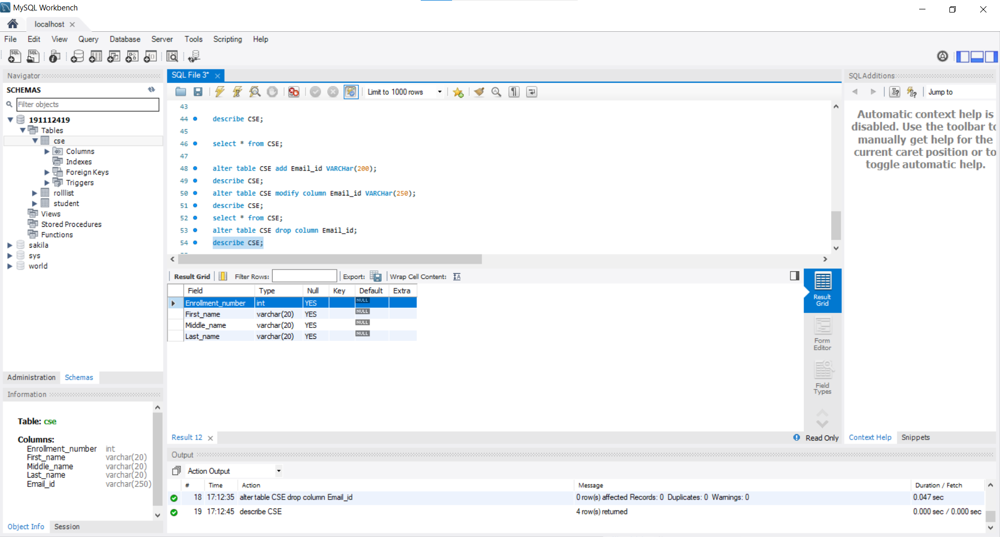 MySQL Workbench
localhost
File Edit View Query Database Server Tools Scripting Help
Navigator
SCHEMAS
Filter objects
191112419
Tables
cse
Columns
Indexes
Foreign Keys
Triggers
rolllist
student
Views
Stored Procedures
Functions
sakila
sys
world
Administration Schemas
Information
Table: cse
Columns:
Enrollment_number int
First_name varchar(20)
Middle_name varchar(20)
Last_name varchar(20)
Email_id varchar(250)
Object Info Session
SQL File 3*
Limit to 1000 rows
43
44 describe CSE;
45
46 select * from CSE;
47
48 alter table CSE add Email_id VARCHar(200);
49 describe CSE;
50 alter table CSE modify column Email_id VARCHar(250);
51 describe CSE;
52 select * from CSE;
53 alter table CSE drop column Email_id;
54 describe CSE;
Result Grid Filter Rows: Export: Wrap Cell Content:
Field Type Null Key Default Extra
Enrollment_number int YES NULL
First_name varchar(20) YES NULL
Middle_name varchar(20) YES NULL
Last_name varchar(20) YES NULL
Result
Grid
Form
Editor
Field
Types
Result 12 Read Only
Output
Action Output
# Time Action Message Duration / Fetch
18 17:12:35 alter table CSE drop column Email_id 0 row(s) affected Records: 0 Duplicates: 0 Warnings: 0 0.047 sec
19 17:12:45 describe CSE 4 row(s) returned 0.000 sec / 0.000 sec
SQLAdditions
Jump to
Automatic context help is
disabled. Use the toolbar to
manually get help for the
current caret position or to
toggle automatic help.
Context Help Snippets